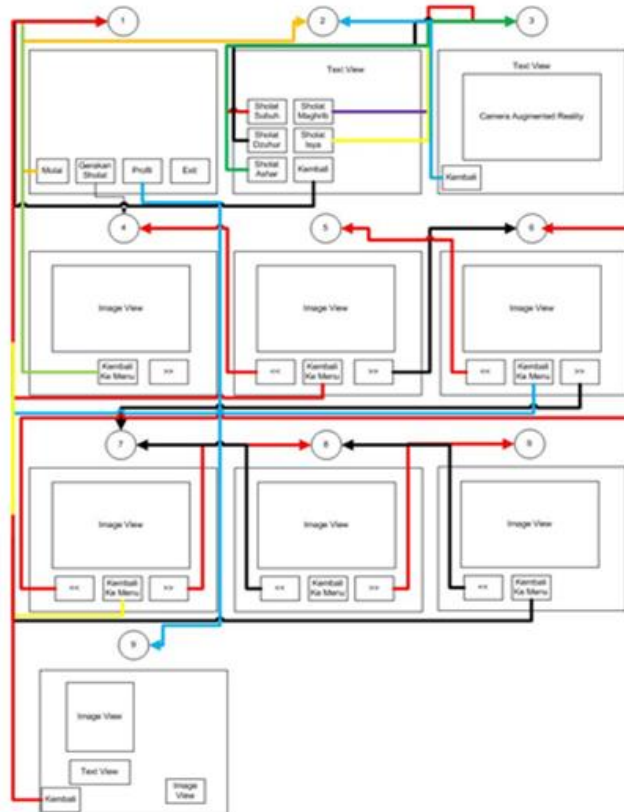 1
2
3
Text View
Sholat
Subuh
Sholat
Maghrib
Sholat
Dzuhur
Sholat
Isya
Sholat
Ashar
Kembali
Text View
Camera Augmented Reality
Kembali
Mulai
Gerakan
Sholat
Profil
Exit
4
5
6
Image View
Kembali
Ke Menu
>>
Image View
<<
Kembali
Ke Menu
>>
Image View
<<
Kembali
Ke Menu
>>
7
8
9
Image View
<<
Kembali
Ke Menu
>>
Image View
<<
Kembali
Ke Menu
>>
Image View
<<
Kembali
Ke Menu
9
Image View
Text View
Image
View
Kembali